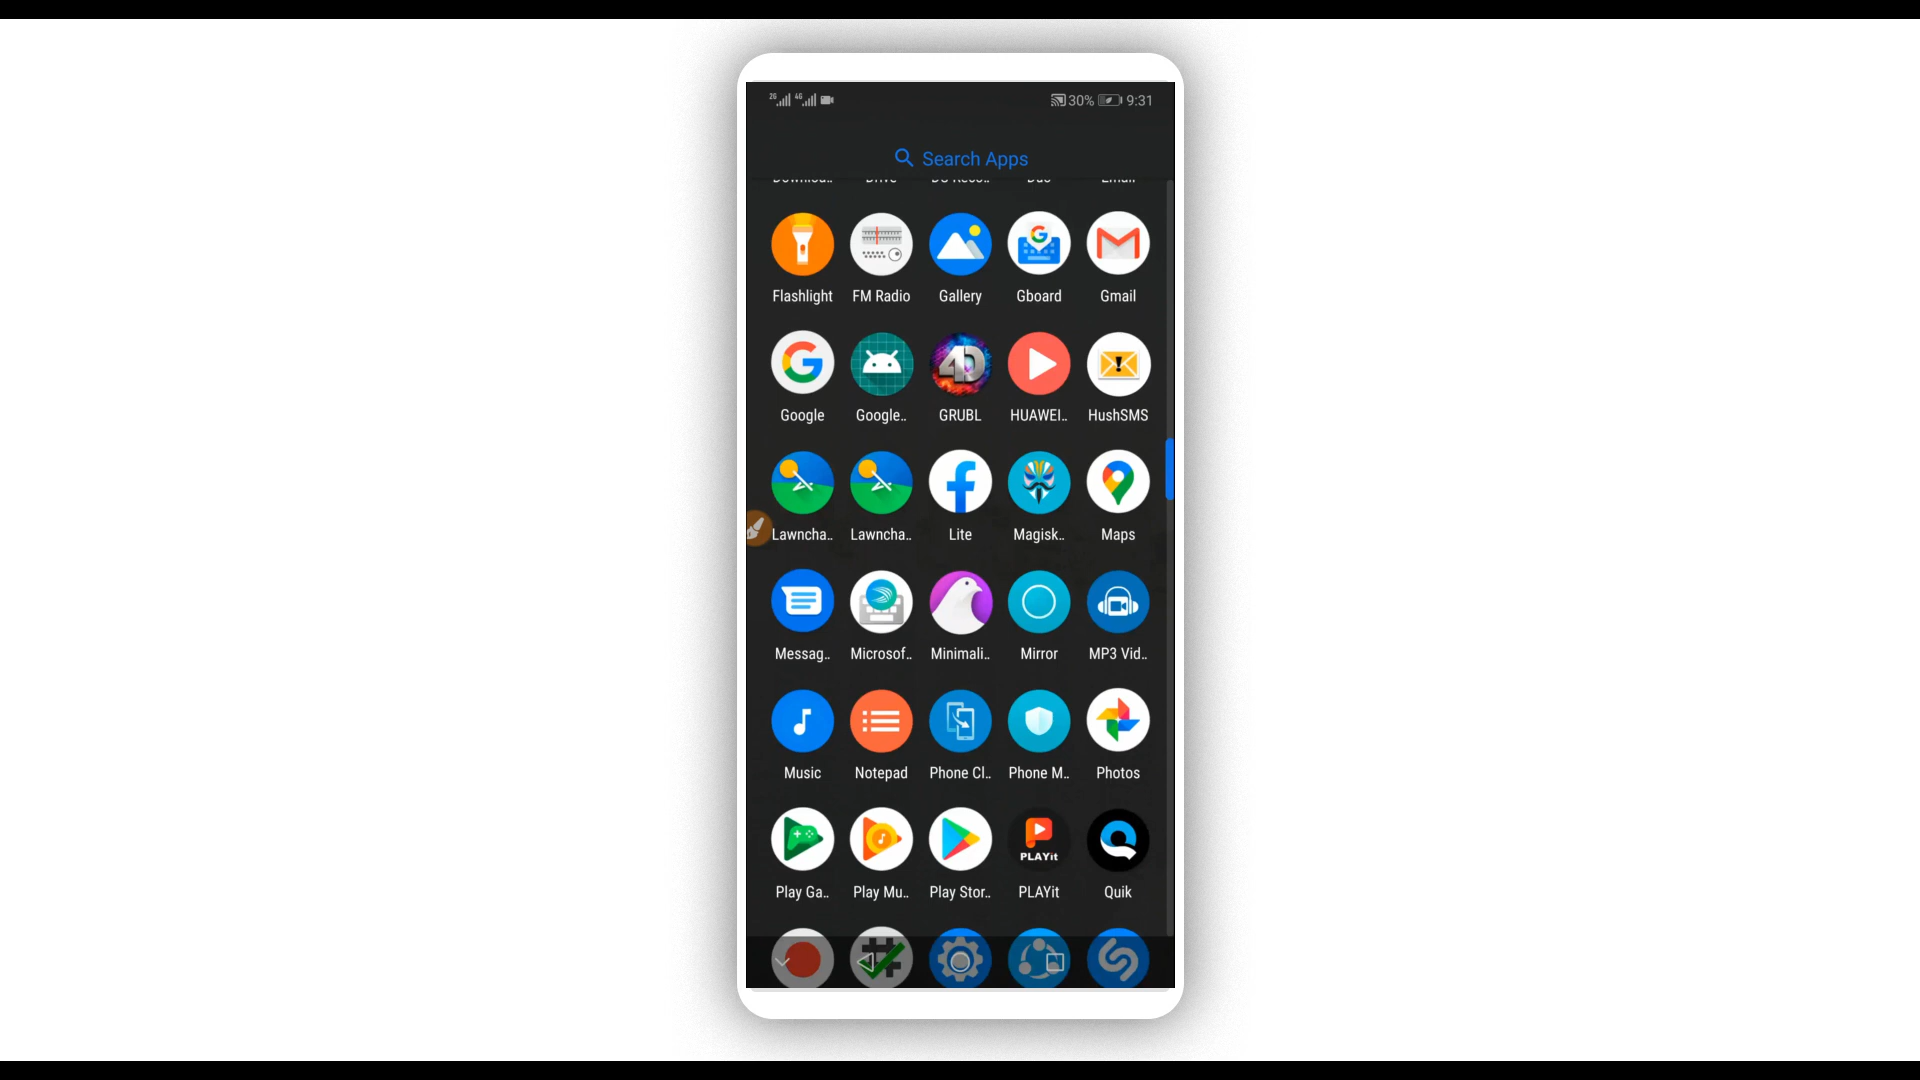 2G 4G 30% 9:31
Search Apps
Flashlight FM Radio Gallery Gboard Gmail
Google Google.. GRUBL HUAWEI.. HushSMS
Lawncha.. Lawncha.. Lite Magisk.. Maps
Messag.. Microsof.. Minimali.. Mirror MP3 Vid..
Music Notepad Phone Cl.. Phone M.. Photos
PLAYit
Play Ga.. Play Mu.. Play Stor.. PLAYit Quik